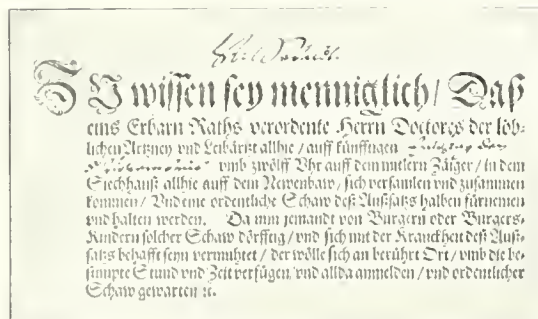 ZU wissen sey menniglich / Daß
eins Erbarn Raths verordente Herrn Doctores der löb-
lichen Artzney vnd Leibärtzt allhie / auff künfftigen
vmb zwölff Vhr auff dem mitlern Zaiger / in dem
Siechhauß allhie auff dem Newenbaw / sich versamlen vnd zusammen
kommen / Vnd eine ordentliche Schaw deß Außsatzs halben fürnemen
vnd halten werden. Da nun jemandt von Burgern oder Burgers-
Kindern solcher Schaw dörfftig / vnd sich mit der Kranckheit deß Auß-
satzs behafft seyn vermuhtet / der wölle sich an berührt Ort / vmb die be-
stimpte Stund vnd Zeit verfügen / vnd allda anmelden / vnd ordentlicher
Schaw gewarten ꝛc.